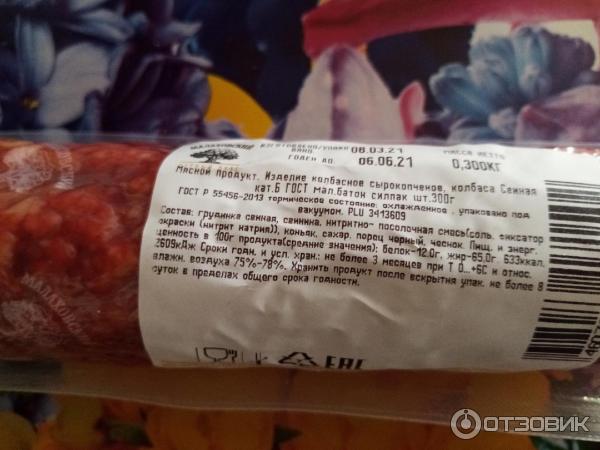 МАЛАХОВСКИЙ
ИЗГОТОВЛЕНО/УПАКО
ВАНО 08.03.21
ГОДЕН ДО 06.06.21
МАССА НЕТТО
0,300КГ
Мясной продукт. Изделие колбасное сырокопченое, колбаса Свиная
кат.Б ГОСТ Мал.батон силпак шт.300г
ГОСТ Р 55456-2013 термическое состояние: охлажденное , упаковано под
вакуумом. PLU 3413609
Состав: грудинка свиная, свинина, нитритно- посолочная смесь(соль, фиксатор
окраски (нитрит натрия)), коньяк, сахар, перец черный, чеснок. Пищ. и энерг.
ценность в 100г продукта(средние значения): белок-12.0г, жир-65,0г, 633ккал,
2609кДж Сроки годн. и усл. хран: не более 3 месяцев при Т 0..+6С и относ.
влажн. воздуха 75%-78%. Хранить продукт после вскрытия упак. не более 8
суток в пределах общего срока годности.
EAC
ОТЗОВИК